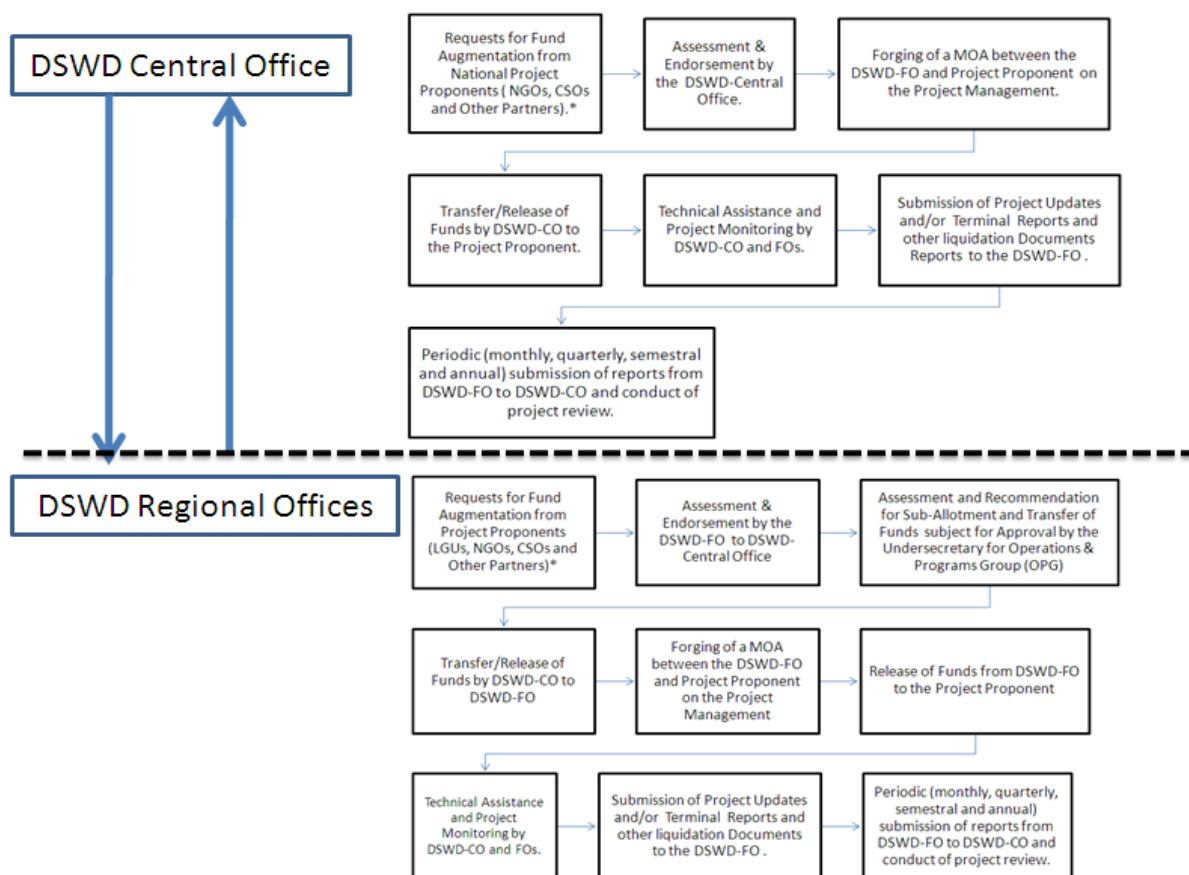 DSWD Central Office
Requests for Fund
Augmentation from
National Project
Proponents ( NGOs, CSOs
and Other Partners).*
Assessment &
Endorsement by
the DSWD-Central
Office.
Forging of a MOA between the
DSWD-FO and Project Proponent on
the Project Management.
Transfer/Release of
Funds by DSWD-CO to
the Project Proponent.
Technical Assistance and
Project Monitoring by
DSWD-CO and FOs.
Submission of Project Updates
and/or Terminal Reports and
other liquidation Documents
Reports to the DSWD-FO .
Periodic (monthly, quarterly, semestral
and annual) submission of reports from
DSWD-FO to DSWD-CO and conduct of
project review.
DSWD Regional Offices
Requests for Fund
Augmentation from
Project Proponents
(LGUs, NGOs, CSOs and
Other Partners)*
Assessment &
Endorsement by the
DSWD-FO to DSWD-
Central Office
Assessment and Recommendation
for Sub-Allotment and Transfer of
Funds subject for Approval by the
Undersecretary for Operations &
Programs Group (OPG)
Transfer/Release of
Funds by DSWD-CO to
DSWD-FO
Forging of a MOA
between the DSWD-FO
and Project Proponent
on the Project
Management
Release of Funds from DSWD-FO
to the Project Proponent
Technical Assistance
and Project
Monitoring by
DSWD-CO and FOs.
Submission of Project Updates
and/or Terminal Reports and
other liquidation Documents
to the DSWD-FO .
Periodic (monthly, quarterly,
semestral and annual)
submission of reports from
DSWD-FO to DSWD-CO and
conduct of project review.